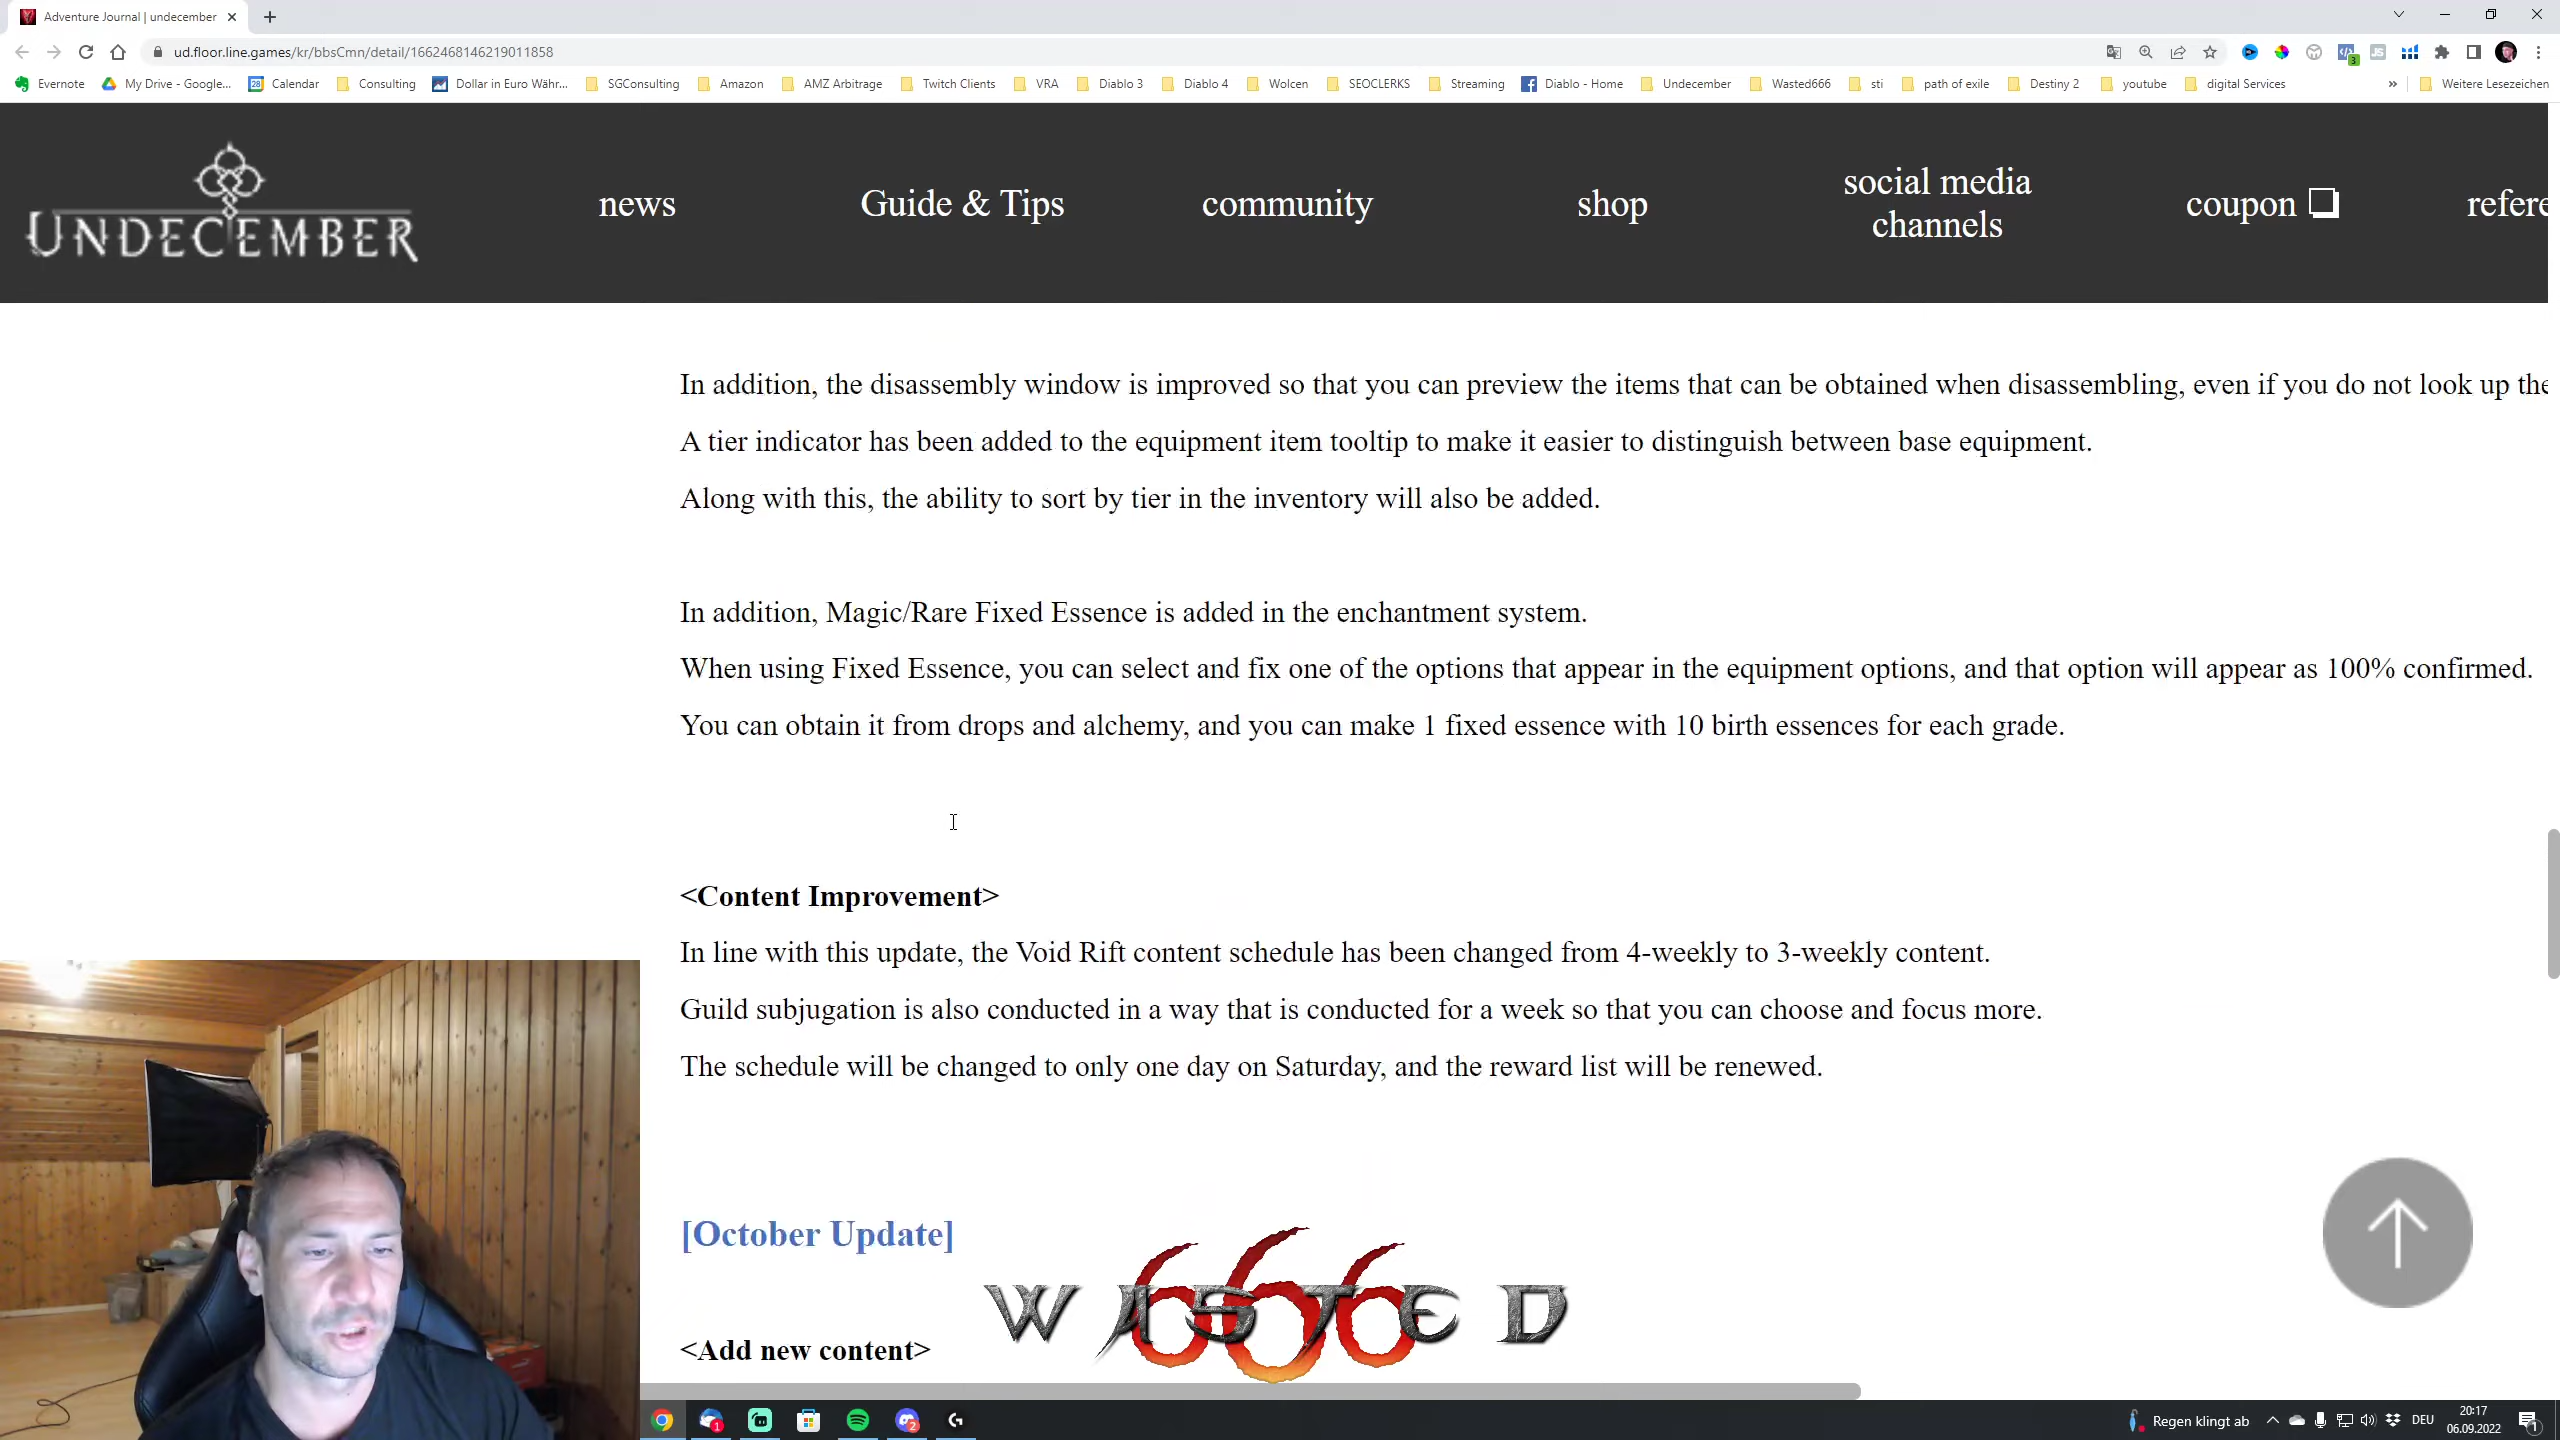 Adventure Journal | undecember
ud.floor.line.games/kr/bbsCmn/detail/1662468146219011858
Evernote
My Drive - Google...
Calendar
Consulting
Dollar in Euro Währ...
SGConsulting
Amazon
AMZ Arbitrage
Twitch Clients
VRA
Diablo 3
Diablo 4
Wolcen
SEOCLERKS
Streaming
Diablo - Home
Undecember
Wasted666
sti
path of exile
Destiny 2
youtube
digital Services
»
Weitere Lesezeichen
UNDECEMBER
news
Guide & Tips
community
shop
social media
channels
coupon
refere
In addition, the disassembly window is improved so that you can preview the items that can be obtained when disassembling, even if you do not look up the
A tier indicator has been added to the equipment item tooltip to make it easier to distinguish between base equipment.
Along with this, the ability to sort by tier in the inventory will also be added.
In addition, Magic/Rare Fixed Essence is added in the enchantment system.
When using Fixed Essence, you can select and fix one of the options that appear in the equipment options, and that option will appear as 100% confirmed.
You can obtain it from drops and alchemy, and you can make 1 fixed essence with 10 birth essences for each grade.
<Content Improvement>
In line with this update, the Void Rift content schedule has been changed from 4-weekly to 3-weekly content.
Guild subjugation is also conducted in a way that is conducted for a week so that you can choose and focus more.
The schedule will be changed to only one day on Saturday, and the reward list will be renewed.
[October Update]
<Add new content>
666
WASTED
Regen klingt ab
DEU
20:17
06.09.2022